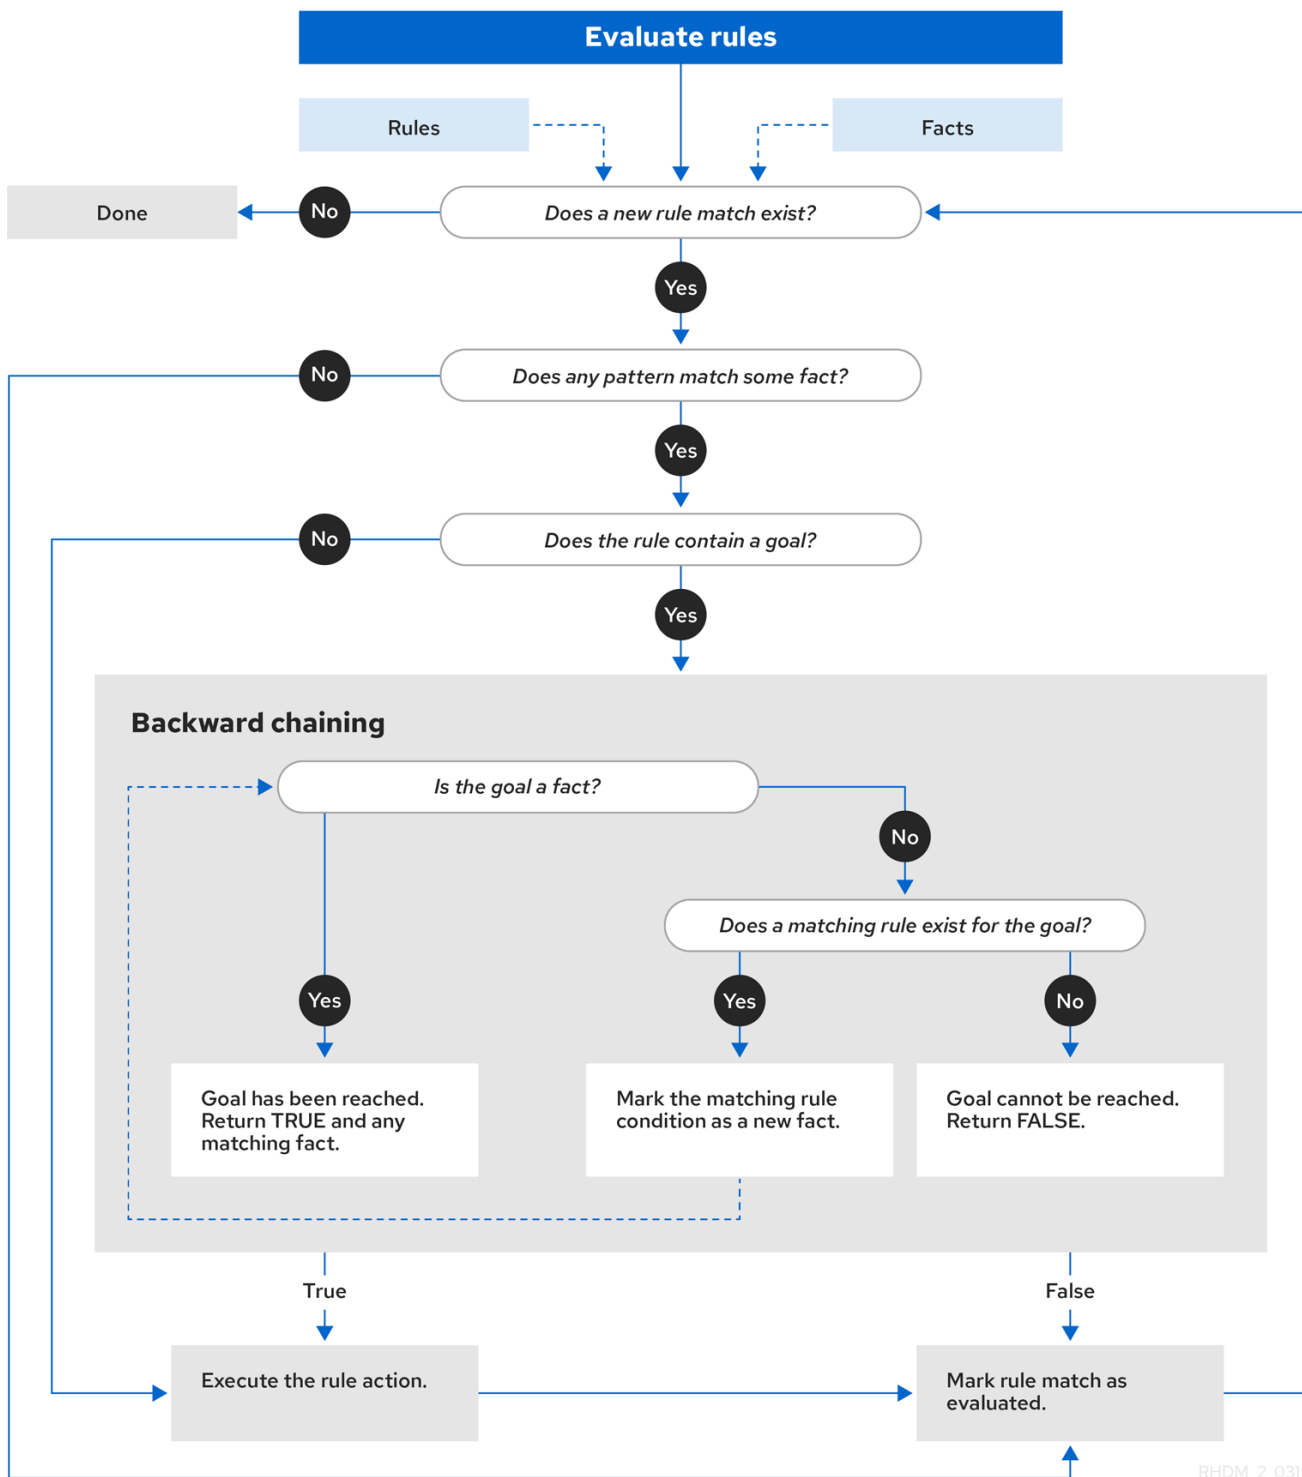 Evaluate rules
Rules
Facts
Done
No
Does a new rule match exist?
Yes
No
Does any pattern match some fact?
Yes
No
Does the rule contain a goal?
Yes
Backward chaining
Is the goal a fact?
No
Does a matching rule exist for the goal?
Yes
Yes
No
Goal has been reached.
Return TRUE and any
matching fact.
Mark the matching rule
condition as a new fact.
Goal cannot be reached.
Return FALSE.
True
False
Execute the rule action.
Mark rule match as
evaluated.